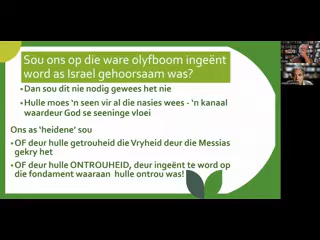 Sou ons op die ware olyfboom ingeënt
word as Israel gehoorsaam was?
•Dan sou dit nie nodig gewees het nie
•Hulle moes 'n seen vir al die nasies wees - 'n kanaal
waardeur God se seeninge vloei
Ons as 'heidene' sou
•OF deur hulle getrouheid die Vryheid deur die Messias
gekry het
•OF deur hulle ONTROUHEID, deur ingeënt te word op
die fondament waaraan hulle ontrou was!